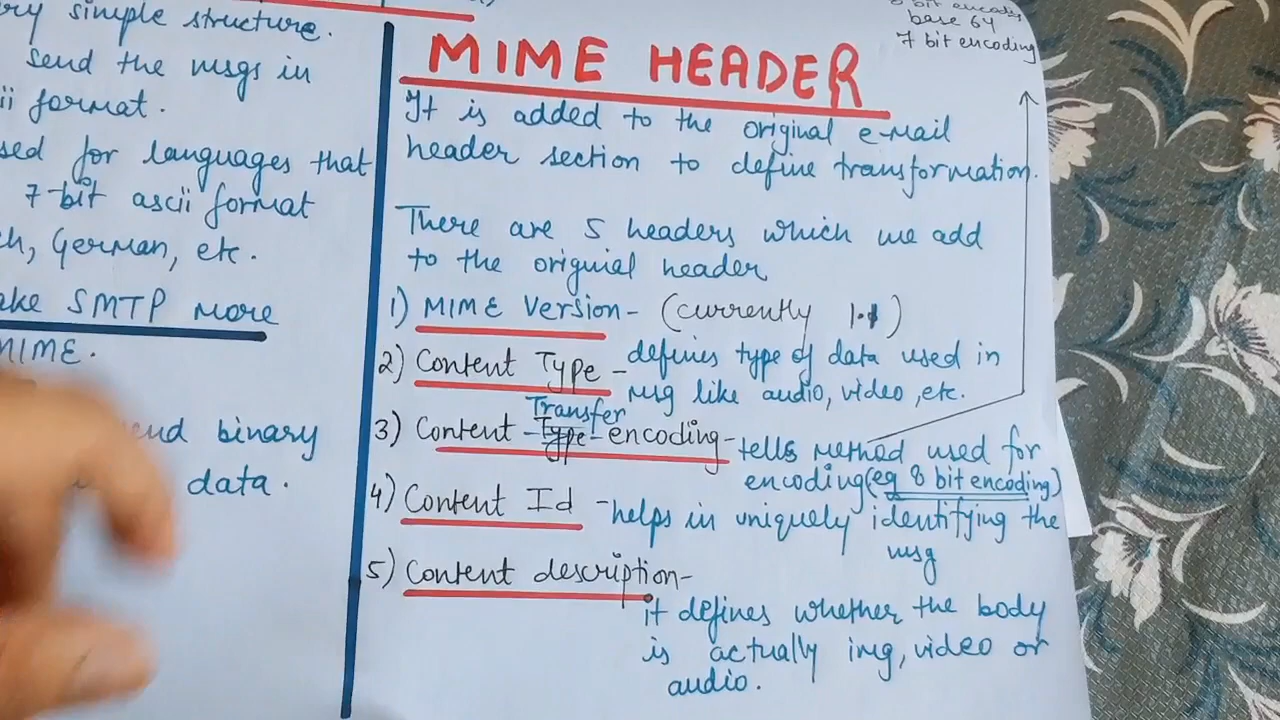 ry simple structure.
send the msgs in
ii format.
sed for languages that
7-bit ascii format
ch, German, etc.
ake SMTP more
MIME.
end binary
data.
8 bit encoding
base 64
7 bit encoding
MIME HEADER
It is added to the original e-mail
header section to define transformation.
There are 5 headers which we add
to the original header
1) MIME Version- (currently 1.1)
2) Content Type - defines type of data used in
msg like audio, video, etc.
Transfer
3) Content-Type-encoding- tells method used for
encoding(eg 8 bit encoding)
4) Content Id - helps in uniquely identifying the
msg
5) Content description-
it defines whether the body
is actually img, video or
audio.